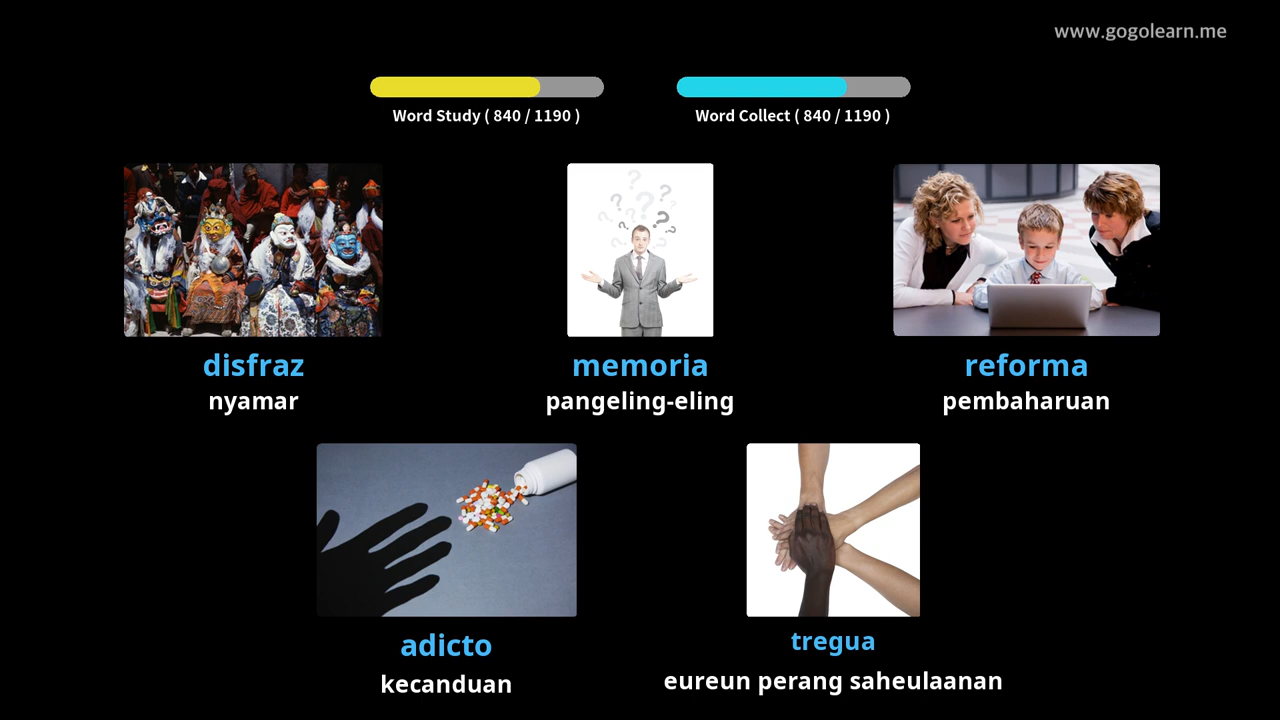 www.gogolearn.me
Word Study ( 840 / 1190 )
Word Collect ( 840 / 1190 )
disfraz
nyamar
memoria
pangeling-eling
reforma
pembaharuan
adicto
kecanduan
tregua
eureun perang saheulaanan